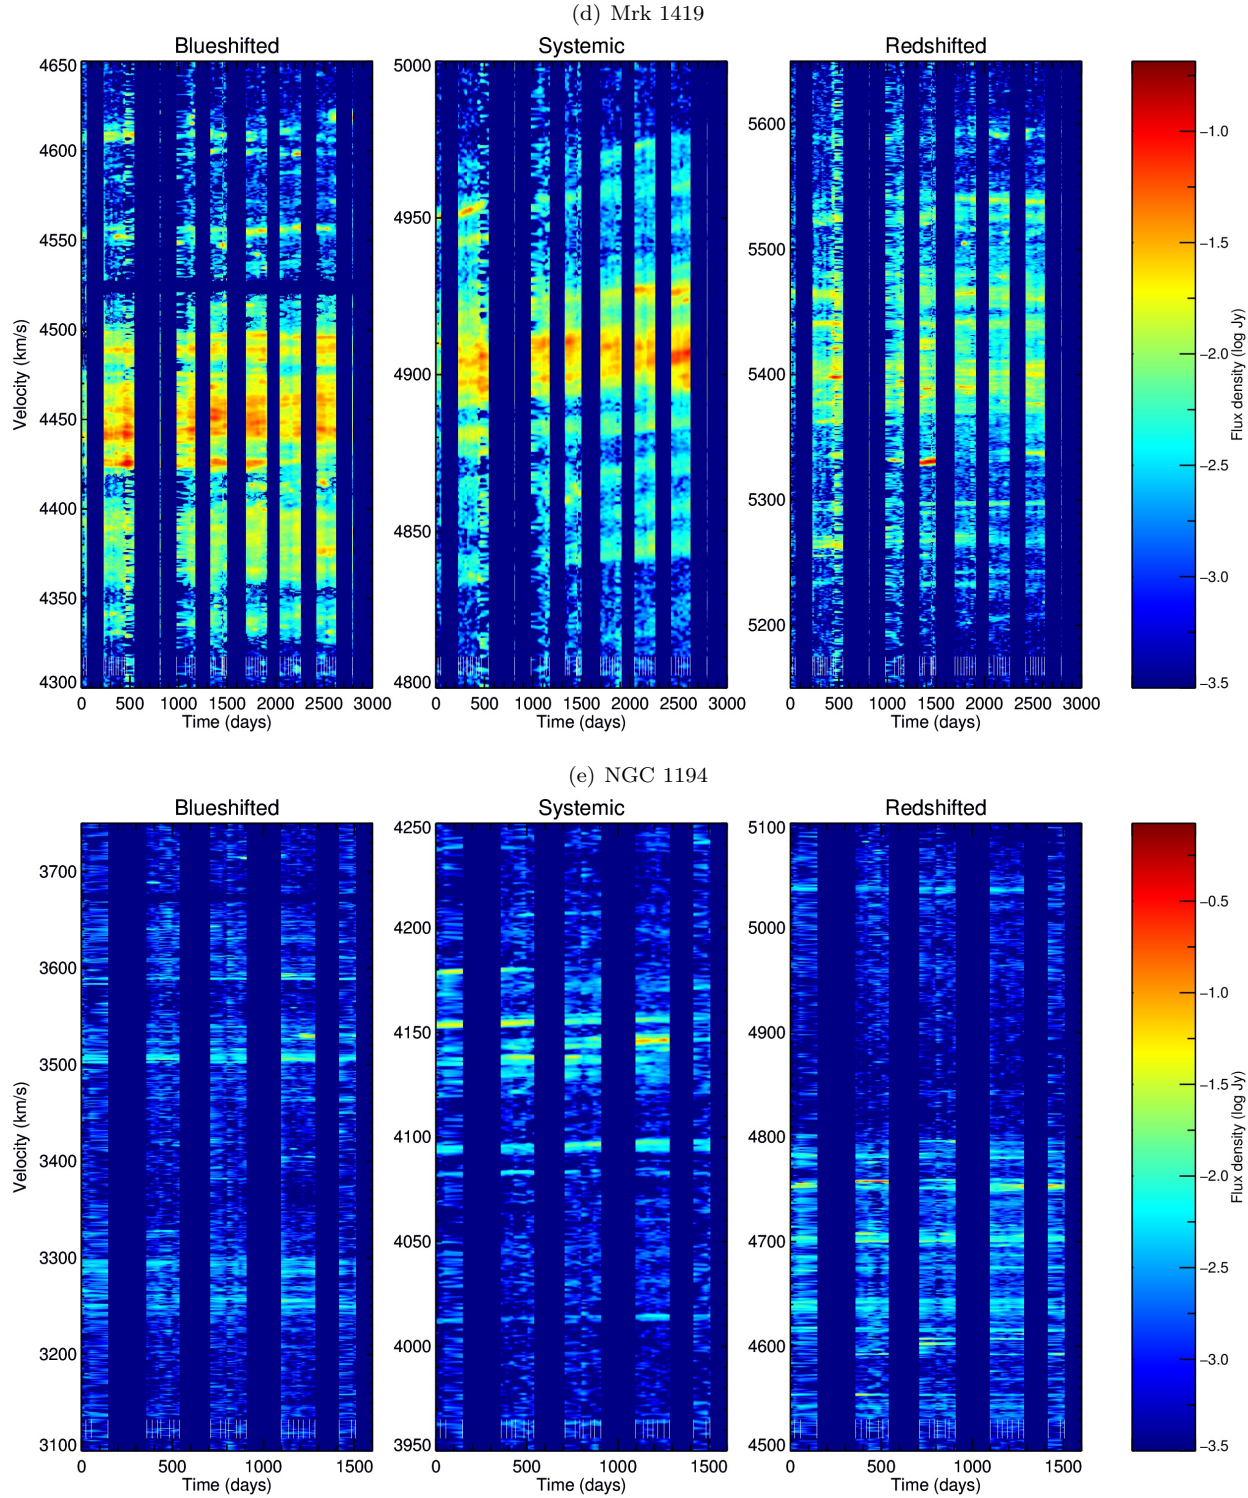 (d) Mrk 1419
Blueshifted Systemic Redshifted
Velocity (km/s)
4650
4600
4550
4500
4450
4400
4350
4300
0 500 1000 1500 2000 2500 3000
Time (days)
5000
4950
4900
4850
4800
0 500 1000 1500 2000 2500 3000
Time (days)
5600
5500
5400
5300
5200
0 500 1000 1500 2000 2500 3000
Time (days)
−1.0
−1.5
−2.0
−2.5
−3.0
−3.5
Flux density (log Jy)
(e) NGC 1194
Blueshifted Systemic Redshifted
Velocity (km/s)
3700
3600
3500
3400
3300
3200
3100
0 500 1000 1500
Time (days)
4250
4200
4150
4100
4050
4000
3950
0 500 1000 1500
Time (days)
5100
5000
4900
4800
4700
4600
4500
0 500 1000 1500
Time (days)
−0.5
−1.0
−1.5
−2.0
−2.5
−3.0
−3.5
Flux density (log Jy)